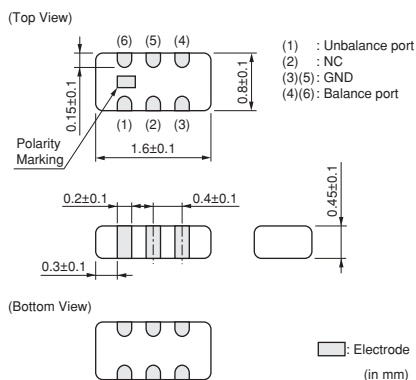 (Top View)
(6) (5) (4)
(1) : Unbalance port
(2) : NC
(3)(5): GND
(4)(6): Balance port
0.15±0.1
0.8±0.1
Polarity
Marking
(1) (2) (3)
1.6±0.1
0.2±0.1
0.4±0.1
0.45±0.1
0.3±0.1
(Bottom View)
: Electrode
(in mm)